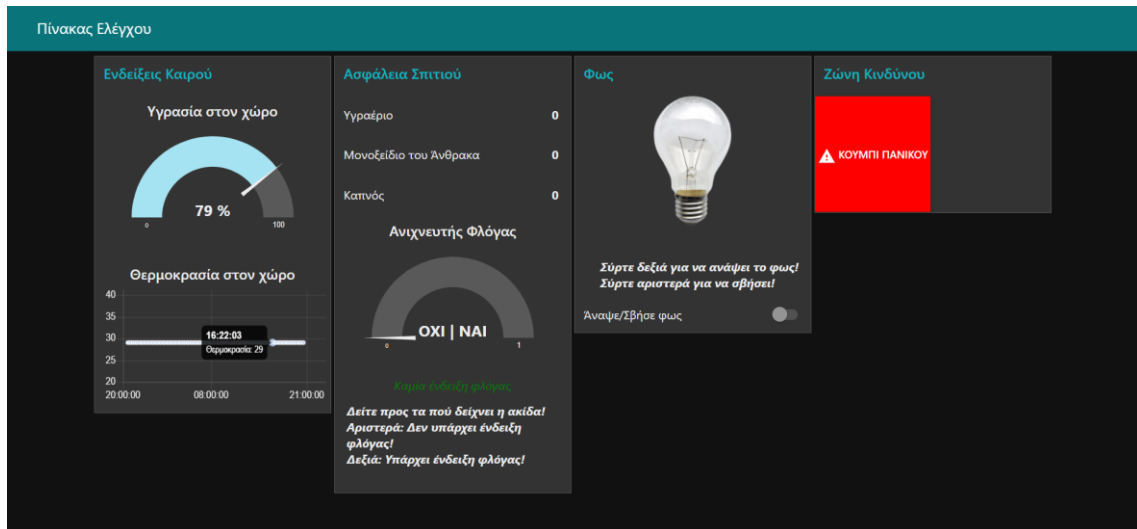 Πίνακας Ελέγχου
Ενδείξεις Καιρού
Υγρασία στον χώρο
79 %
0
100
Θερμοκρασία στον χώρο
40
35
30
25
20
16:22:03
Θερμοκρασία: 29
20:00:00
08:00:00
21:00:00
Ασφάλεια Σπιτιού
Υγραέριο 0
Μονοξείδιο του Άνθρακα 0
Καπνός 0
Ανιχνευτής Φλόγας
ΟΧΙ | ΝΑΙ
0
1
Καμία ένδειξη φλόγας
Δείτε προς τα πού δείχνει η ακίδα!
Αριστερά: Δεν υπάρχει ένδειξη
φλόγας!
Δεξιά: Υπάρχει ένδειξη φλόγας!
Φως
Σύρτε δεξιά για να ανάψει το φως!
Σύρτε αριστερά για να σβήσει!
Άναψε/Σβήσε φως
Ζώνη Κινδύνου
ΚΟΥΜΠΙ ΠΑΝΙΚΟΥ